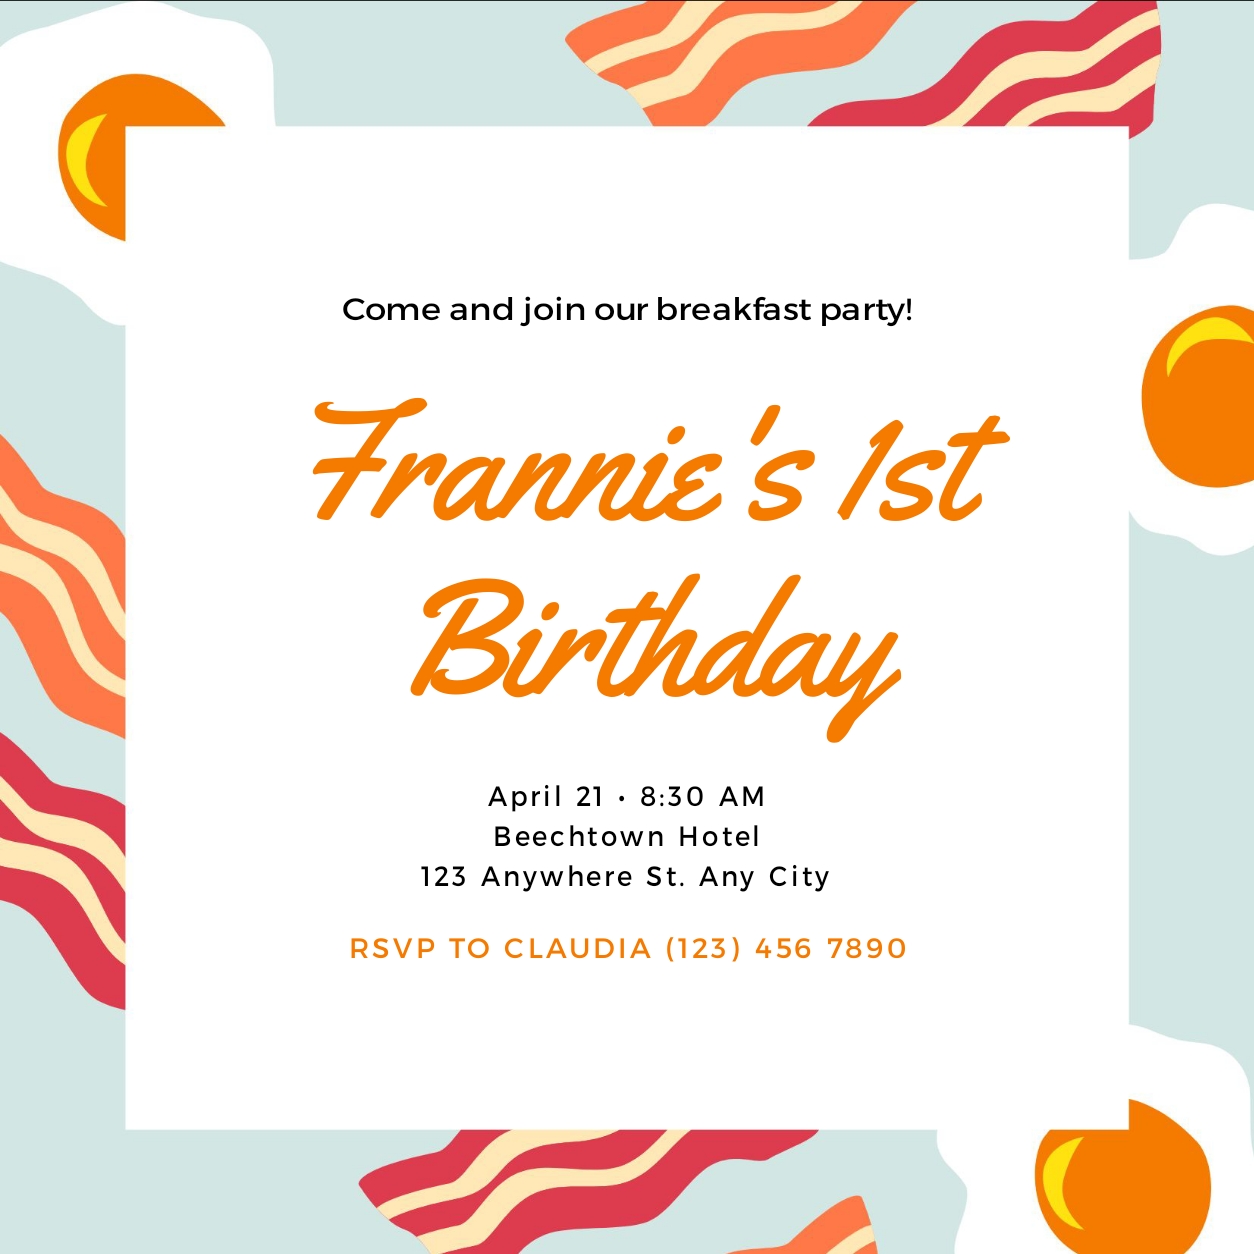 Come and join our breakfast party!
Frannie's 1st
Birthday
April 21 • 8:30 AM
Beechtown Hotel
123 Anywhere St. Any City
RSVP TO CLAUDIA (123) 456 7890